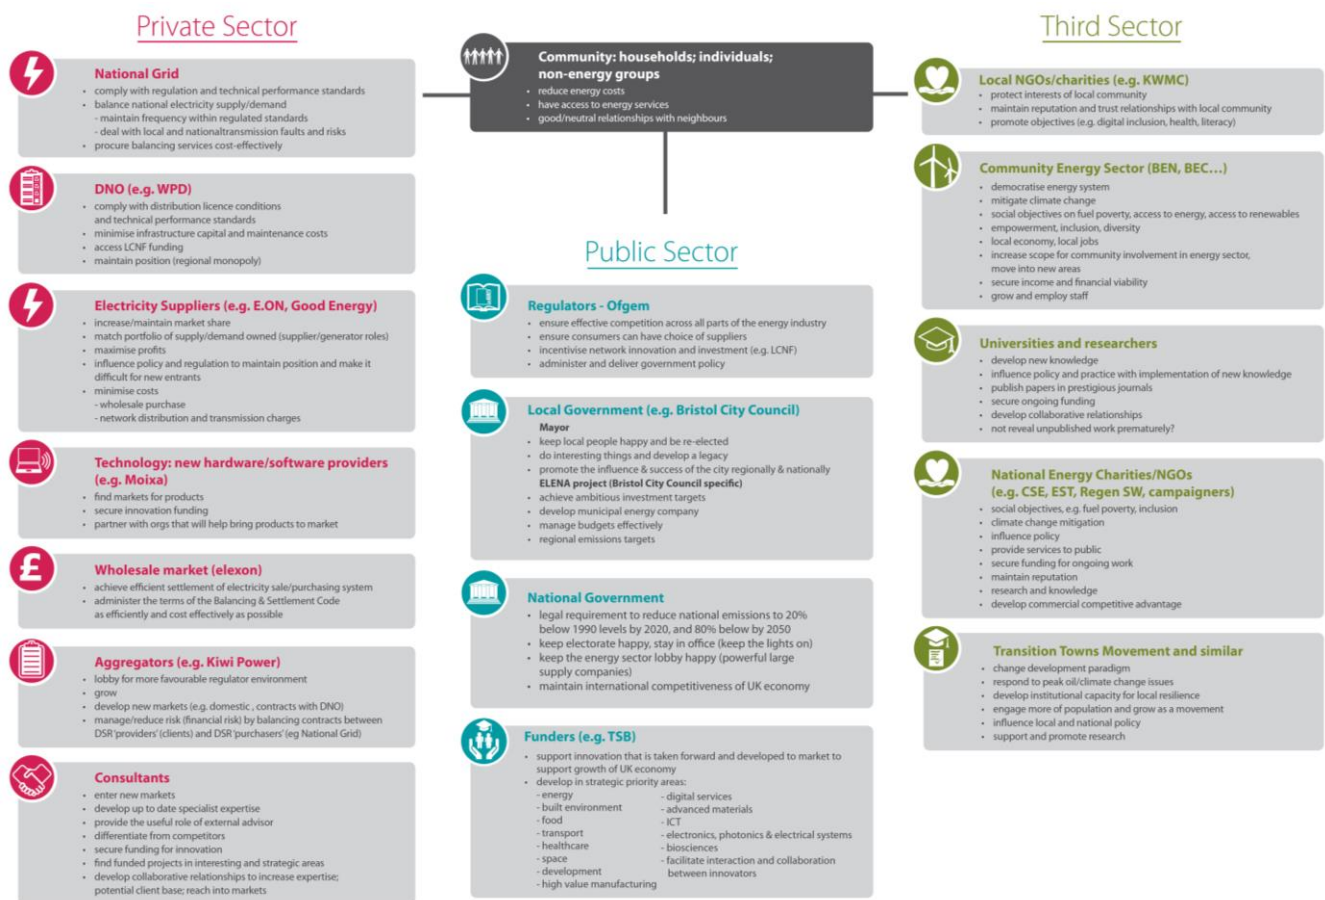 Private Sector
National Grid
• comply with regulation and technical performance standards
• balance national electricity supply/demand
- maintain frequency within regulated standards
- deal with local and nationaltransmission faults and risks
• procure balancing services cost-effectively
DNO (e.g. WPD)
• comply with distribution licence conditions
and technical performance standards
• minimise infrastructure capital and maintenance costs
• access LCNF funding
• maintain position (regional monopoly)
Electricity Suppliers (e.g. E.ON, Good Energy)
• increase/maintain market share
• match portfolio of supply/demand owned (supplier/generator roles)
• maximise profits
• influence policy and regulation to maintain position and make it
difficult for new entrants
• minimise costs
- wholesale purchase
- network distribution and transmission charges
Technology: new hardware/software providers
(e.g. Moixa)
• find markets for products
• secure innovation funding
• partner with orgs that will help bring products to market
£
Wholesale market (elexon)
• achieve efficient settlement of electricity sale/purchasing system
• administer the terms of the Balancing & Settlement Code
as efficiently and cost effectively as possible
Aggregators (e.g. Kiwi Power)
• lobby for more favourable regulator environment
• grow
• develop new markets (e.g. domestic , contracts with DNO)
• manage/reduce risk (financial risk) by balancing contracts between
DSR 'providers' (clients) and DSR 'purchasers' (eg National Grid)
Consultants
• enter new markets
• develop up to date specialist expertise
• provide the useful role of external advisor
• differentiate from competitors
• secure funding for innovation
• find funded projects in interesting and strategic areas
• develop collaborative relationships to increase expertise;
potential client base; reach into markets
Community: households; individuals;
non-energy groups
• reduce energy costs
• have access to energy services
• good/neutral relationships with neighbours
Public Sector
Regulators - Ofgem
• ensure effective competition across all parts of the energy industry
• ensure consumers can have choice of suppliers
• incentivise network innovation and investment (e.g. LCNF)
• administer and deliver government policy
Local Government (e.g. Bristol City Council)
Mayor
• keep local people happy and be re-elected
• do interesting things and develop a legacy
• promote the influence & success of the city regionally & nationally
ELENA project (Bristol City Council specific)
• achieve ambitious investment targets
• develop municipal energy company
• manage budgets effectively
• regional emissions targets
National Government
• legal requirement to reduce national emissions to 20%
below 1990 levels by 2020, and 80% below by 2050
• keep electorate happy, stay in office (keep the lights on)
• keep the energy sector lobby happy (powerful large
supply companies)
• maintain international competitiveness of UK economy
Funders (e.g. TSB)
• support innovation that is taken forward and developed to market to
support growth of UK economy
• develop in strategic priority areas:
- energy
- built environment
- food
- transport
- healthcare
- space
- development
- high value manufacturing
- digital services
- advanced materials
- ICT
- electronics, photonics & electrical systems
- biosciences
- facilitate interaction and collaboration
between innovators
Third Sector
Local NGOs/charities (e.g. KWMC)
• protect interests of local community
• maintain reputation and trust relationships with local community
• promote objectives (e.g. digital inclusion, health, literacy)
Community Energy Sector (BEN, BEC...)
• democratise energy system
• mitigate climate change
• social objectives on fuel poverty, access to energy, access to renewables
• empowerment, inclusion, diversity
• local economy, local jobs
• increase scope for community involvement in energy sector,
move into new areas
• secure income and financial viability
• grow and employ staff
Universities and researchers
• develop new knowledge
• influence policy and practice with implementation of new knowledge
• publish papers in prestigious journals
• secure ongoing funding
• develop collaborative relationships
• not reveal unpublished work prematurely?
National Energy Charities/NGOs
(e.g. CSE, EST, Regen SW, campaigners)
• social objectives, e.g. fuel poverty, inclusion
• climate change mitigation
• influence policy
• provide services to public
• secure funding for ongoing work
• maintain reputation
• research and knowledge
• develop commercial competitive advantage
Transition Towns Movement and similar
• change development paradigm
• respond to peak oil/climate change issues
• develop institutional capacity for local resilience
• engage more of population and grow as a movement
• influence local and national policy
• support and promote research